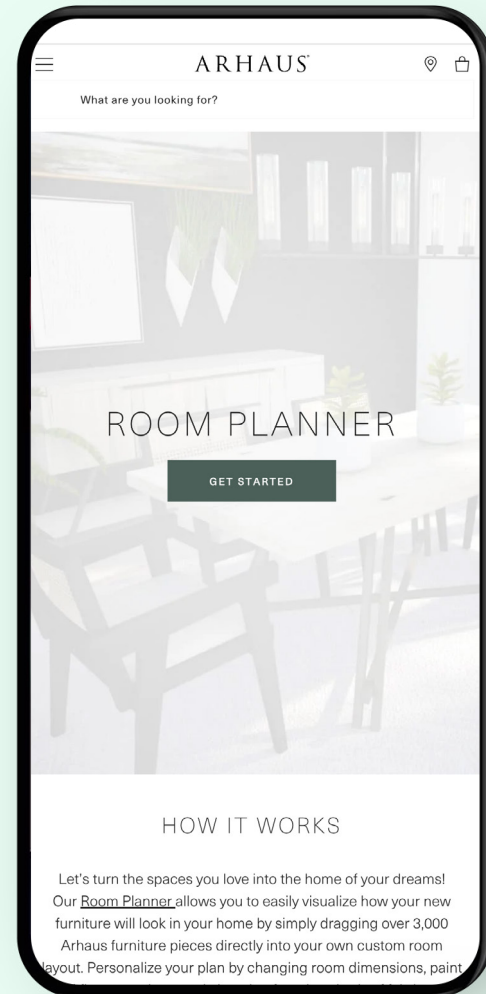 ARHAUS
What are you looking for?
ROOM PLANNER
GET STARTED
HOW IT WORKS
Let's turn the spaces you love into the home of your dreams!
Our Room Planner allows you to easily visualize how your new
furniture will look in your home by simply dragging over 3,000
Arhaus furniture pieces directly into your own custom room
layout. Personalize your plan by changing room dimensions, paint